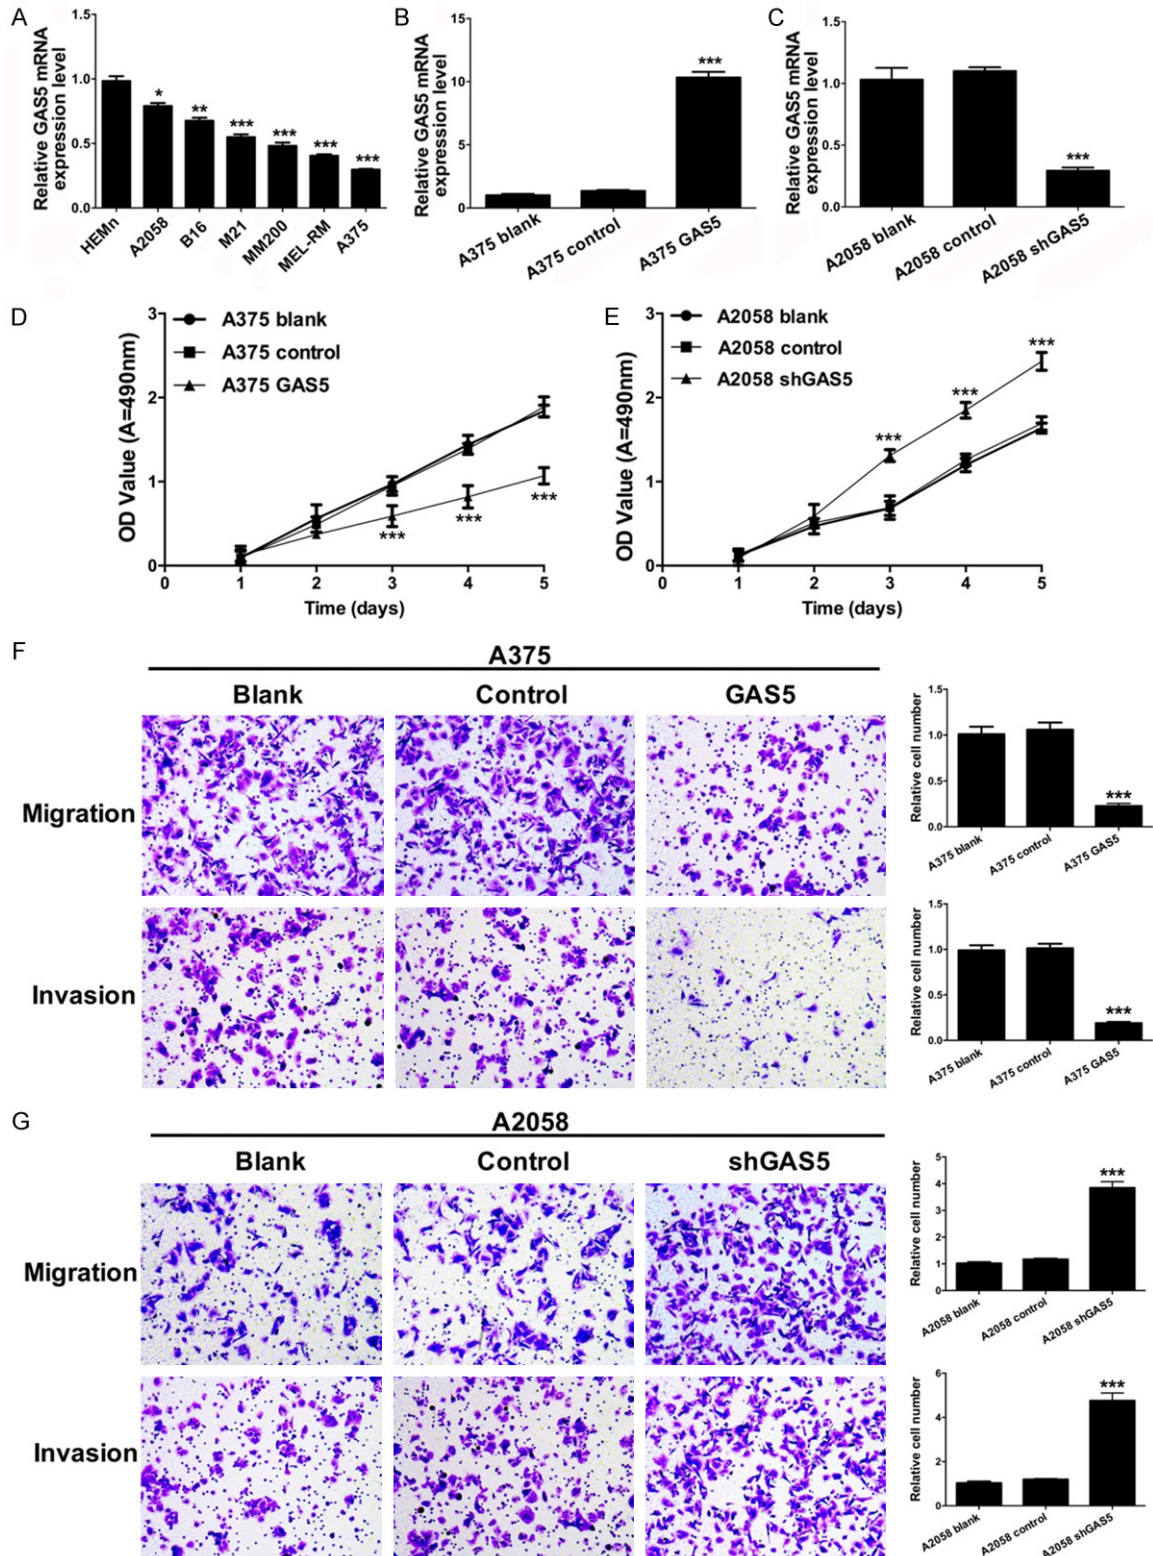 A
Relative GAS5 mRNA
expression level
1.5
1.0
0.5
0.0
*
**
***
***
***
***
HEMn
A2058
B16
M21
MM200
MEL-RM
A375
B
Relative GAS5 mRNA
expression level
15
10
5
0
***
A375 blank
A375 control
A375 GAS5
C
Relative GAS5 mRNA
expression level
1.5
1.0
0.5
0.0
***
A2058 blank
A2058 control
A2058 shGAS5
D
OD Value (A=490nm)
3
2
1
0
A375 blank
A375 control
A375 GAS5
***
***
***
0 1 2 3 4 5
Time (days)
E
OD Value (A=490nm)
3
2
1
0
A2058 blank
A2058 control
A2058 shGAS5
***
***
***
0 1 2 3 4 5
Time (days)
F
A375
Blank Control GAS5
Migration
Invasion
Relative cell number
1.5
1.0
0.5
0.0
***
A375 blank
A375 control
A375 GAS5
Relative cell number
1.5
1.0
0.5
0.0
***
A375 blank
A375 control
A375 GAS5
G
A2058
Blank Control shGAS5
Migration
Invasion
Relative cell number
5
4
3
2
1
0
***
A2058 blank
A2058 control
A2058 shGAS5
Relative cell number
6
4
2
0
***
A2058 blank
A2058 control
A2058 shGAS5